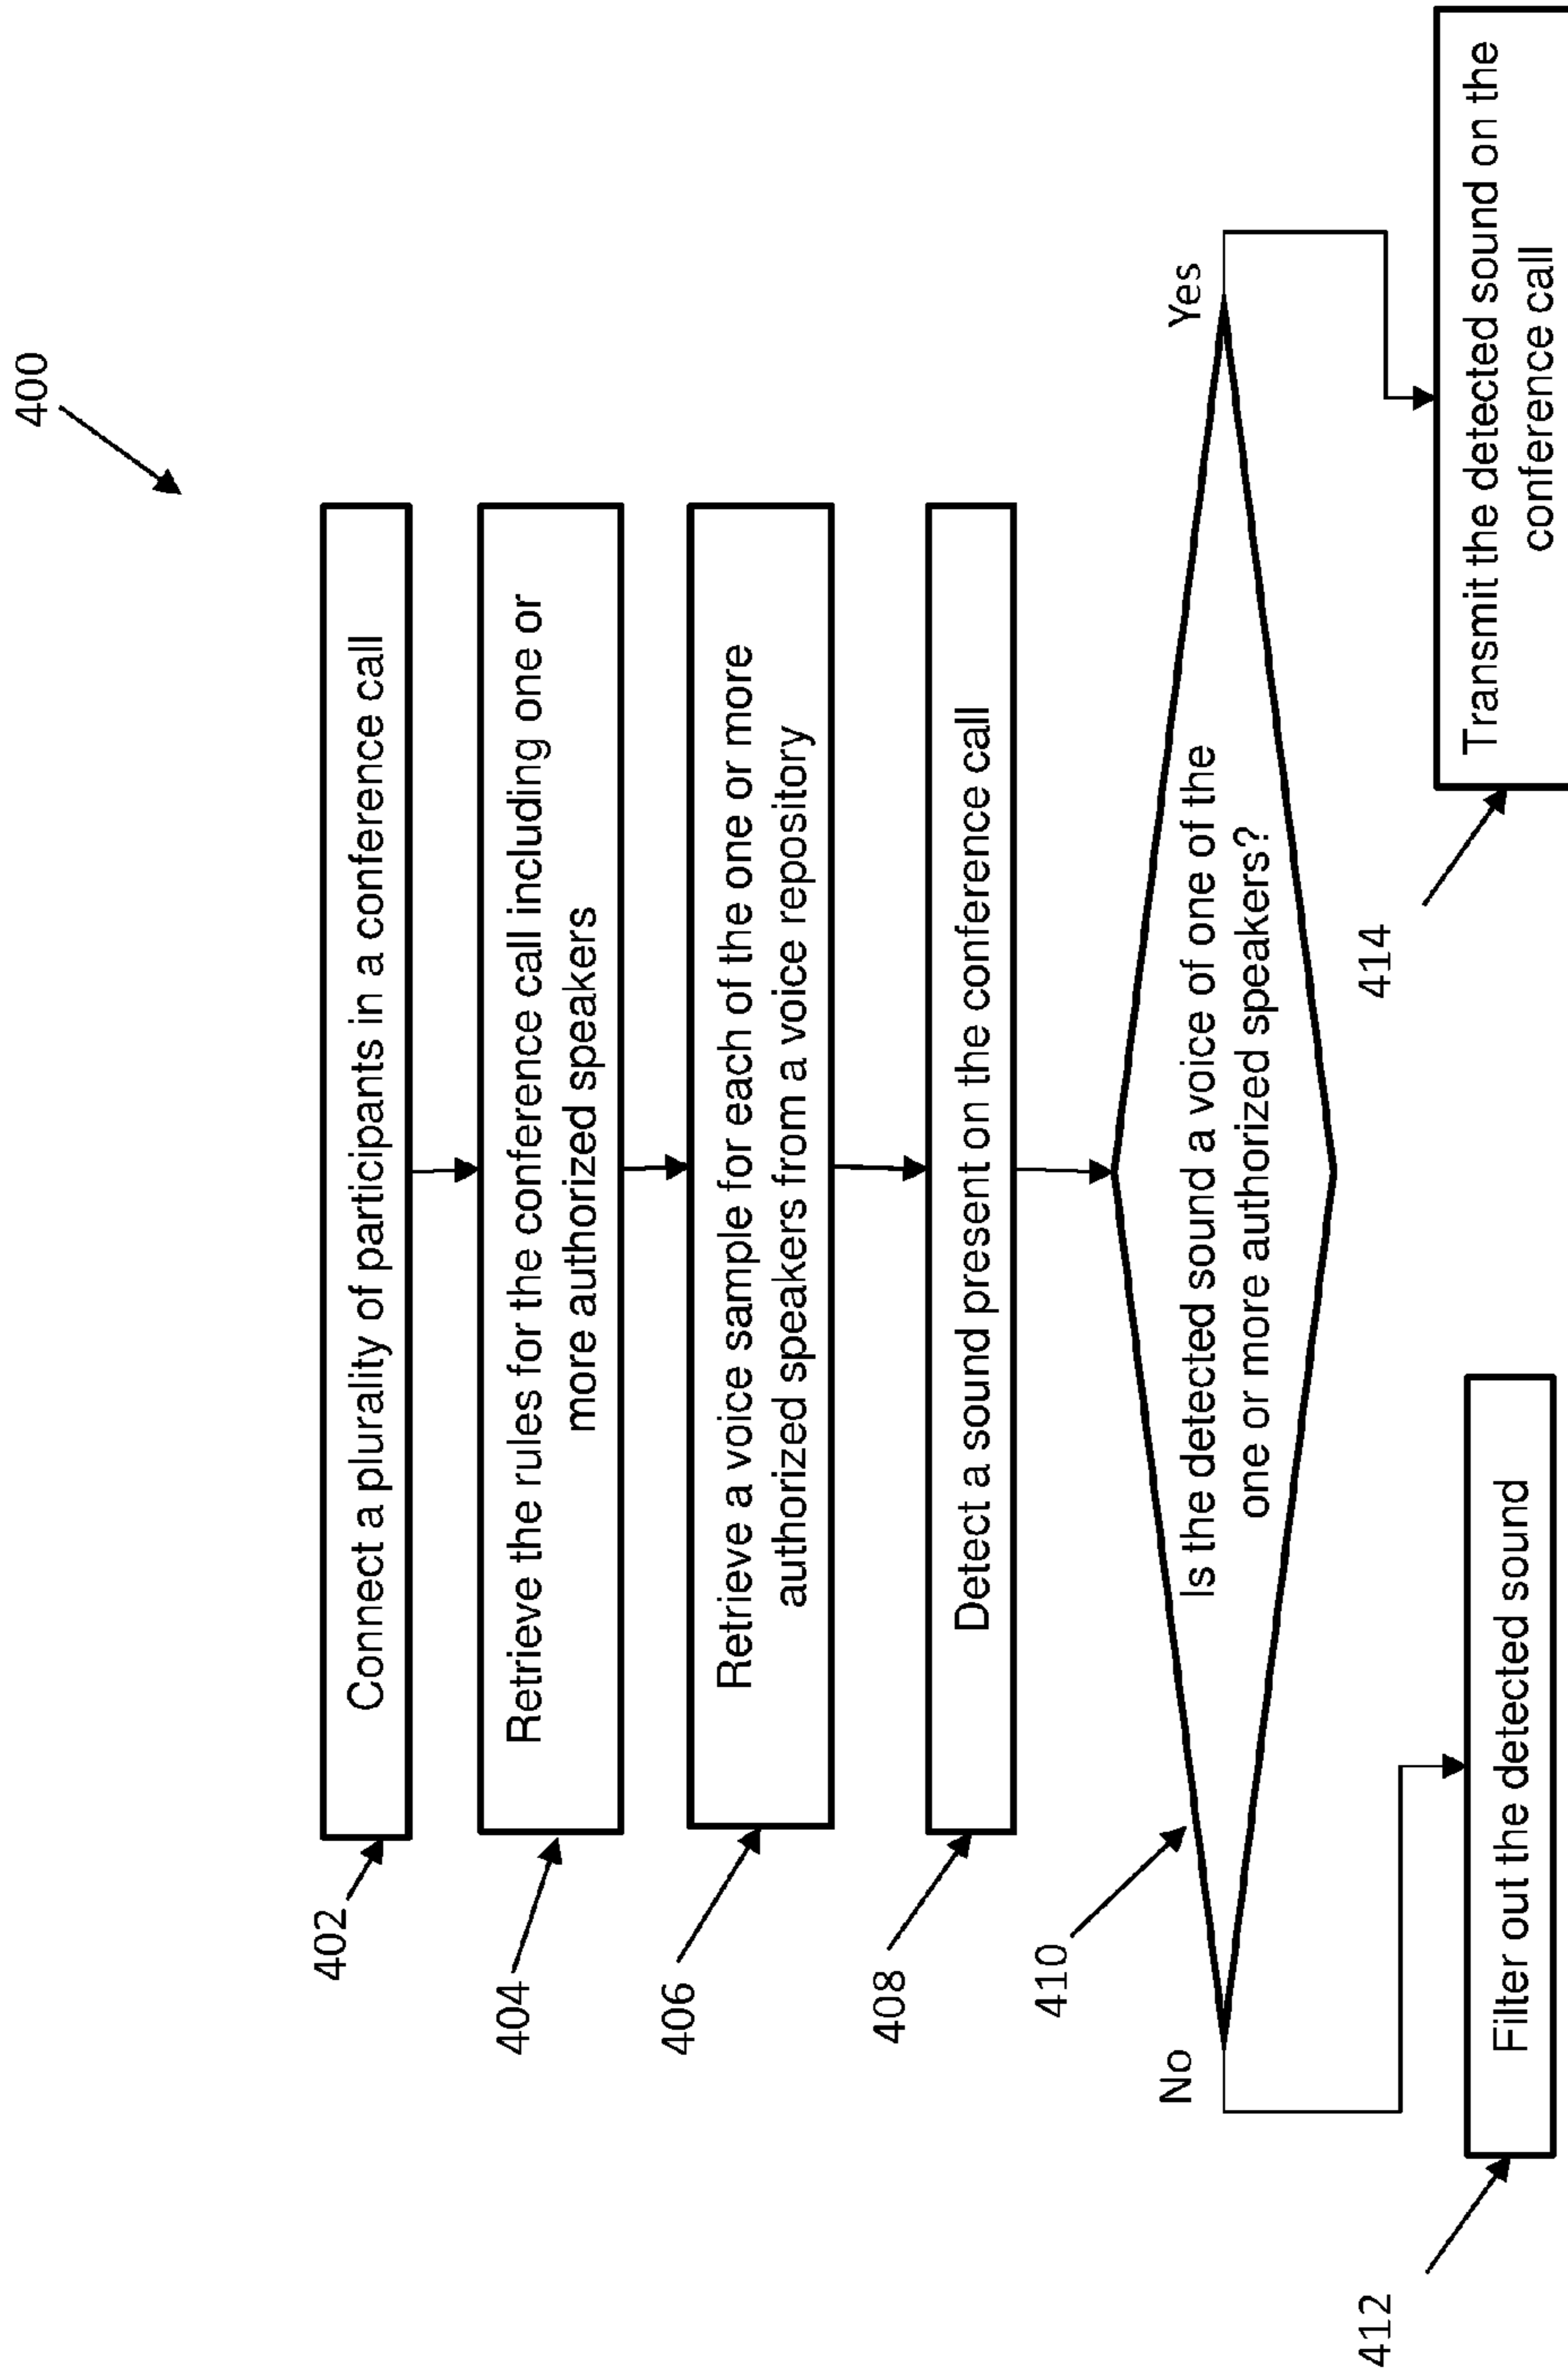 400
402
Connect a plurality of participants in a conference call
404
Retrieve the rules for the conference call including one or
more authorized speakers
406
Retrieve a voice sample for each of the one or more
authorized speakers from a voice repository
408
Detect a sound present on the conference call
410
No
Is the detected sound a voice of one of the
one or more authorized speakers?
Yes
412
Filter out the detected sound
414
Transmit the detected sound on the
conference call